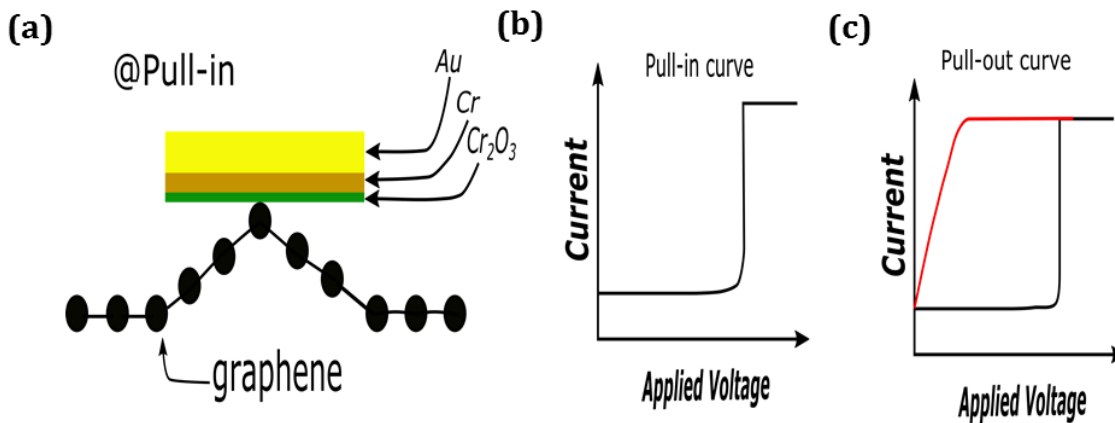 (a)
@Pull-in
Au
Cr
Cr₂O₃
graphene
(b)
Pull-in curve
Current
Applied Voltage
(c)
Pull-out curve
Current
Applied Voltage